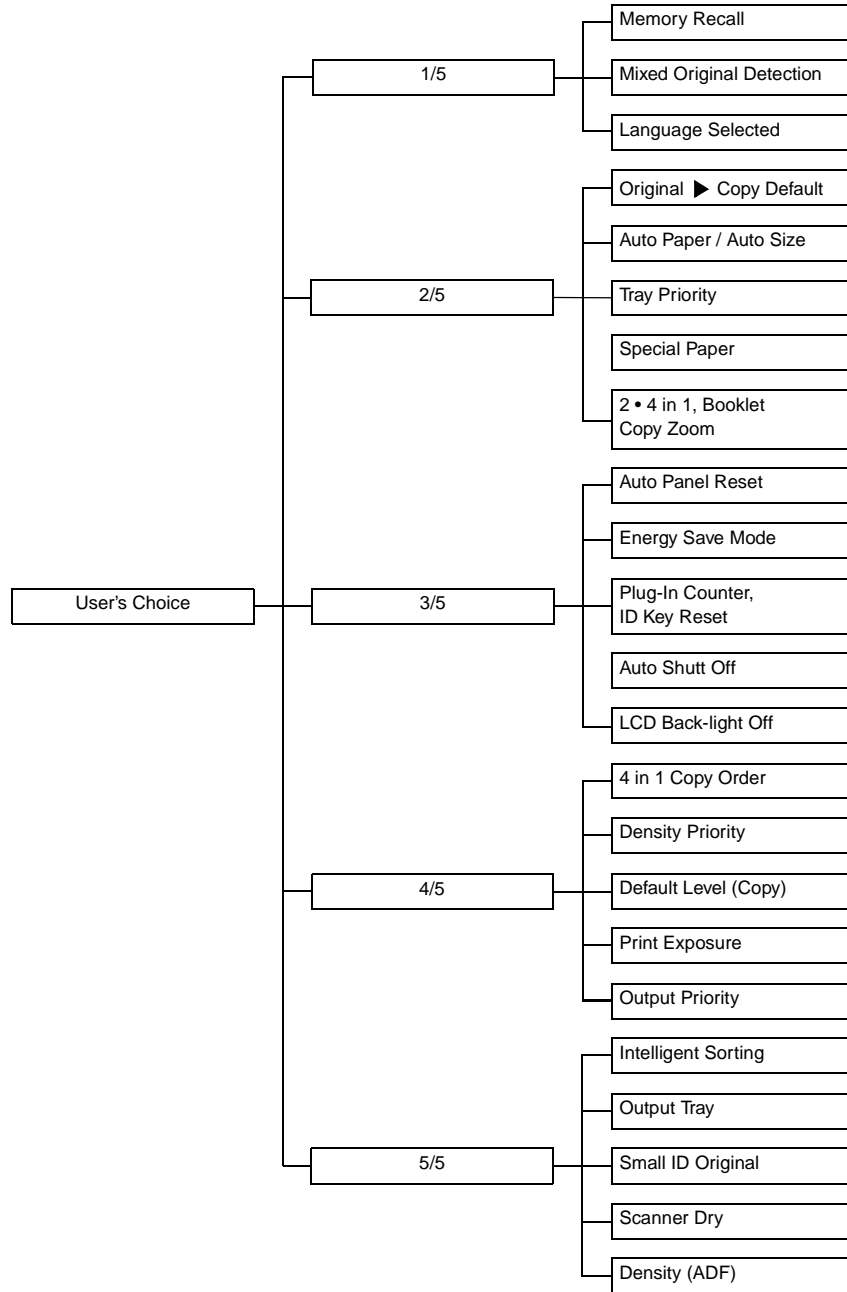 Memory Recall
1/5
Mixed Original Detection
Language Selected
Original ▶ Copy Default
Auto Paper / Auto Size
2/5
Tray Priority
Special Paper
2 • 4 in 1, Booklet
Copy Zoom
Auto Panel Reset
Energy Save Mode
User's Choice
3/5
Plug-In Counter,
ID Key Reset
Auto Shutt Off
LCD Back-light Off
4 in 1 Copy Order
Density Priority
4/5
Default Level (Copy)
Print Exposure
Output Priority
Intelligent Sorting
Output Tray
5/5
Small ID Original
Scanner Dry
Density (ADF)